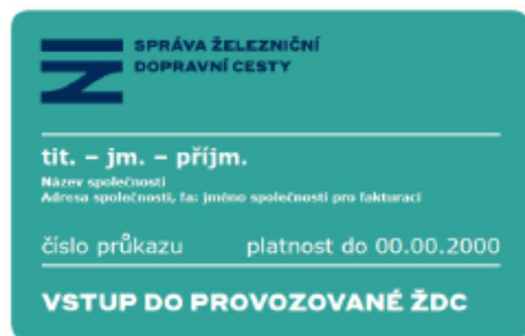 SPRÁVA ŽELEZNIČNÍ
DOPRAVNÍ CESTY
tit. – jm. – příjm.
Název společnosti
Adresa společnosti, fa: jméno společnosti pro fakturaci
číslo průkazu platnost do 00.00.2000
VSTUP DO PROVOZOVANÉ ŽDC